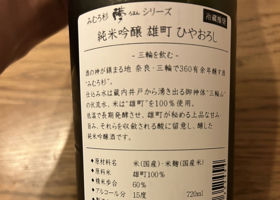 みむろ杉 ろまんシリーズ
冷蔵推奨
純米吟醸 雄町 ひやおろし
- 三輪を飲む -
酒の神が鎮まる地 奈良・三輪で360有余年醸す酒
"みむろ杉"。
仕込み水は蔵内井戸から湧き出る御神体"三輪山"
の伏流水、米は"雄町"を100%使用。
低温で長期発酵させ、雄町が秘める上品な甘み、
旨み、それらを収斂される酸に留意し、醸した
純米吟醸酒です。
・原材料 米(国産)・米麹(国産米)
・原料米 雄町100%
・精米歩合 60%
・アルコール分 15度 720ml